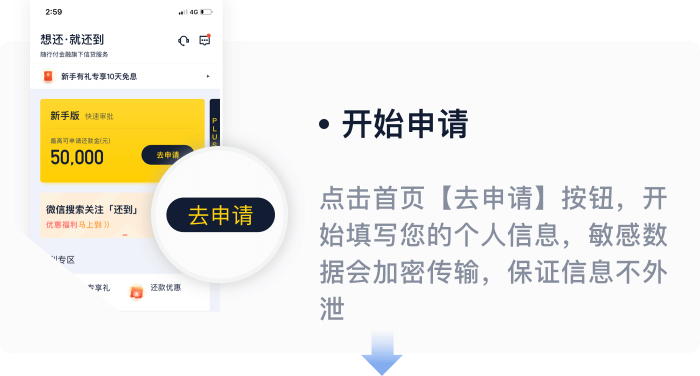 2:59
4G
想还·就还到
随行付金融旗下信贷服务
新手有礼专享10天免息
新手版 快速审批
最高可申请还款金(元)
50,000
去申请
PLUS
去申请
微信搜索关注「还到」
优惠福利马上到 ))
专区
专享礼
还款优惠
• 开始申请
点击首页【去申请】按钮，开
始填写您的个人信息，敏感数
据会加密传输，保证信息不外
泄